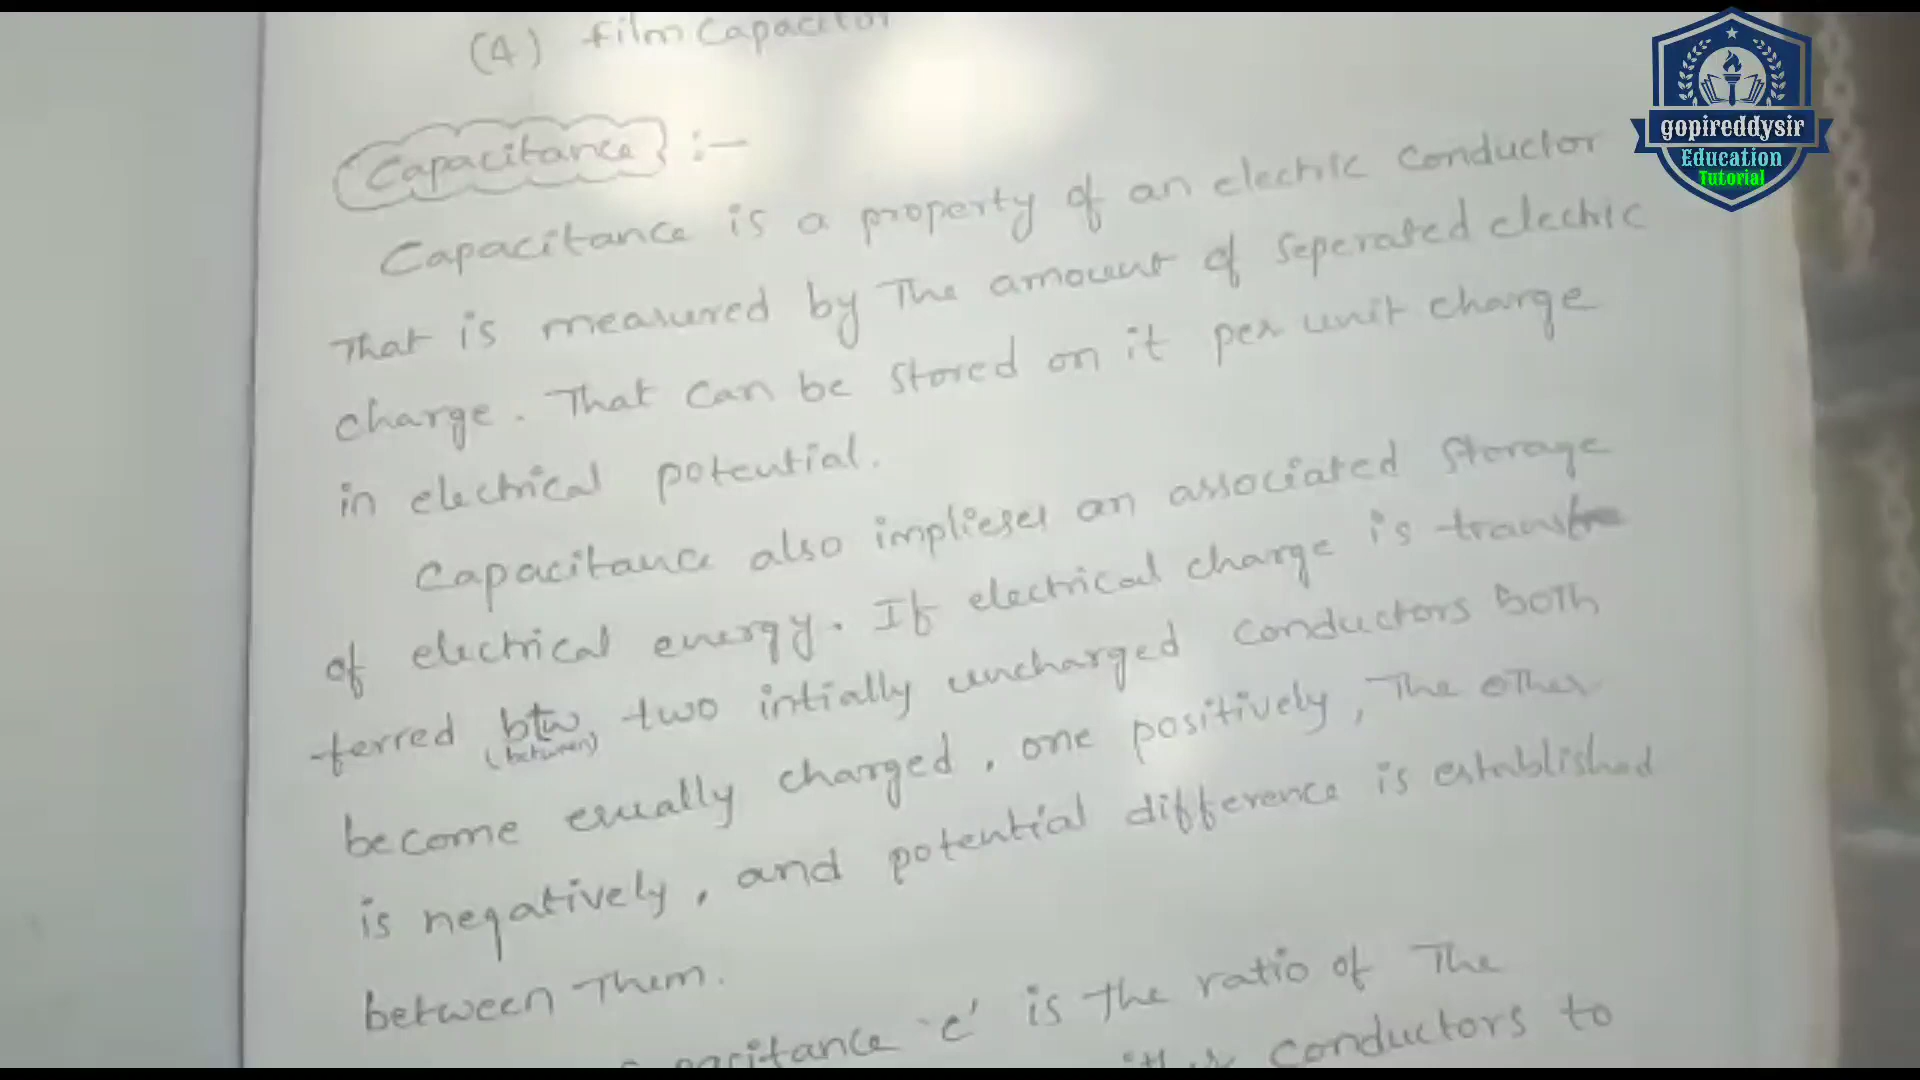 (4) film capacitor
Capacitance :-
Capacitance is a property of an electric conductor
That is measured by The amount of seperated electric
charge. That can be stored on it per unit charge
in electrical potential.
Capacitance also implieses an associated storage
of electrical energy. If electrical charge is trans
ferred btw two intially uncharged conductors both
(between)
become equally charged, one positively, The other
is negatively, and potential difference is established
between Them.
capacitance 'c' is the ratio of The
conductors to
gopireddysir
Education
Tutorial